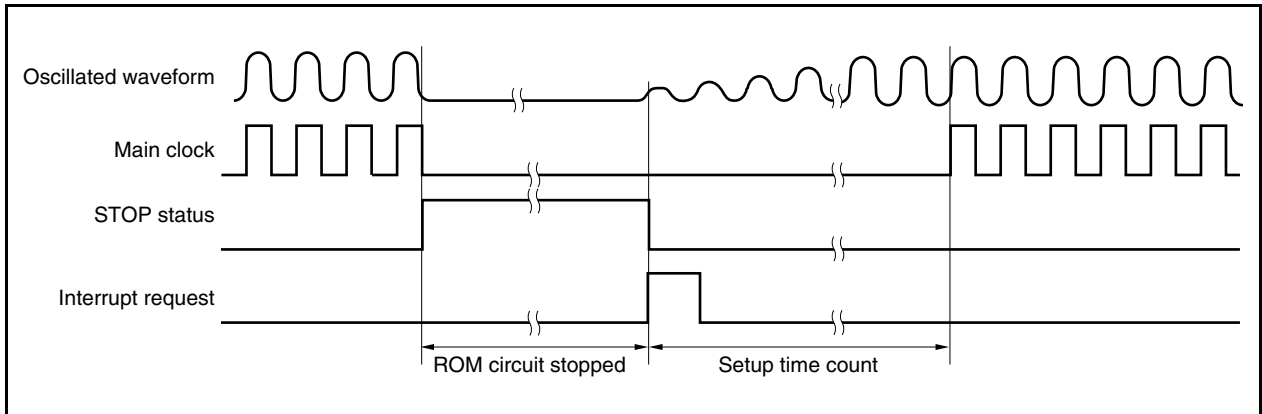 Oscillated waveform
Main clock
STOP status
Interrupt request
ROM circuit stopped
Setup time count